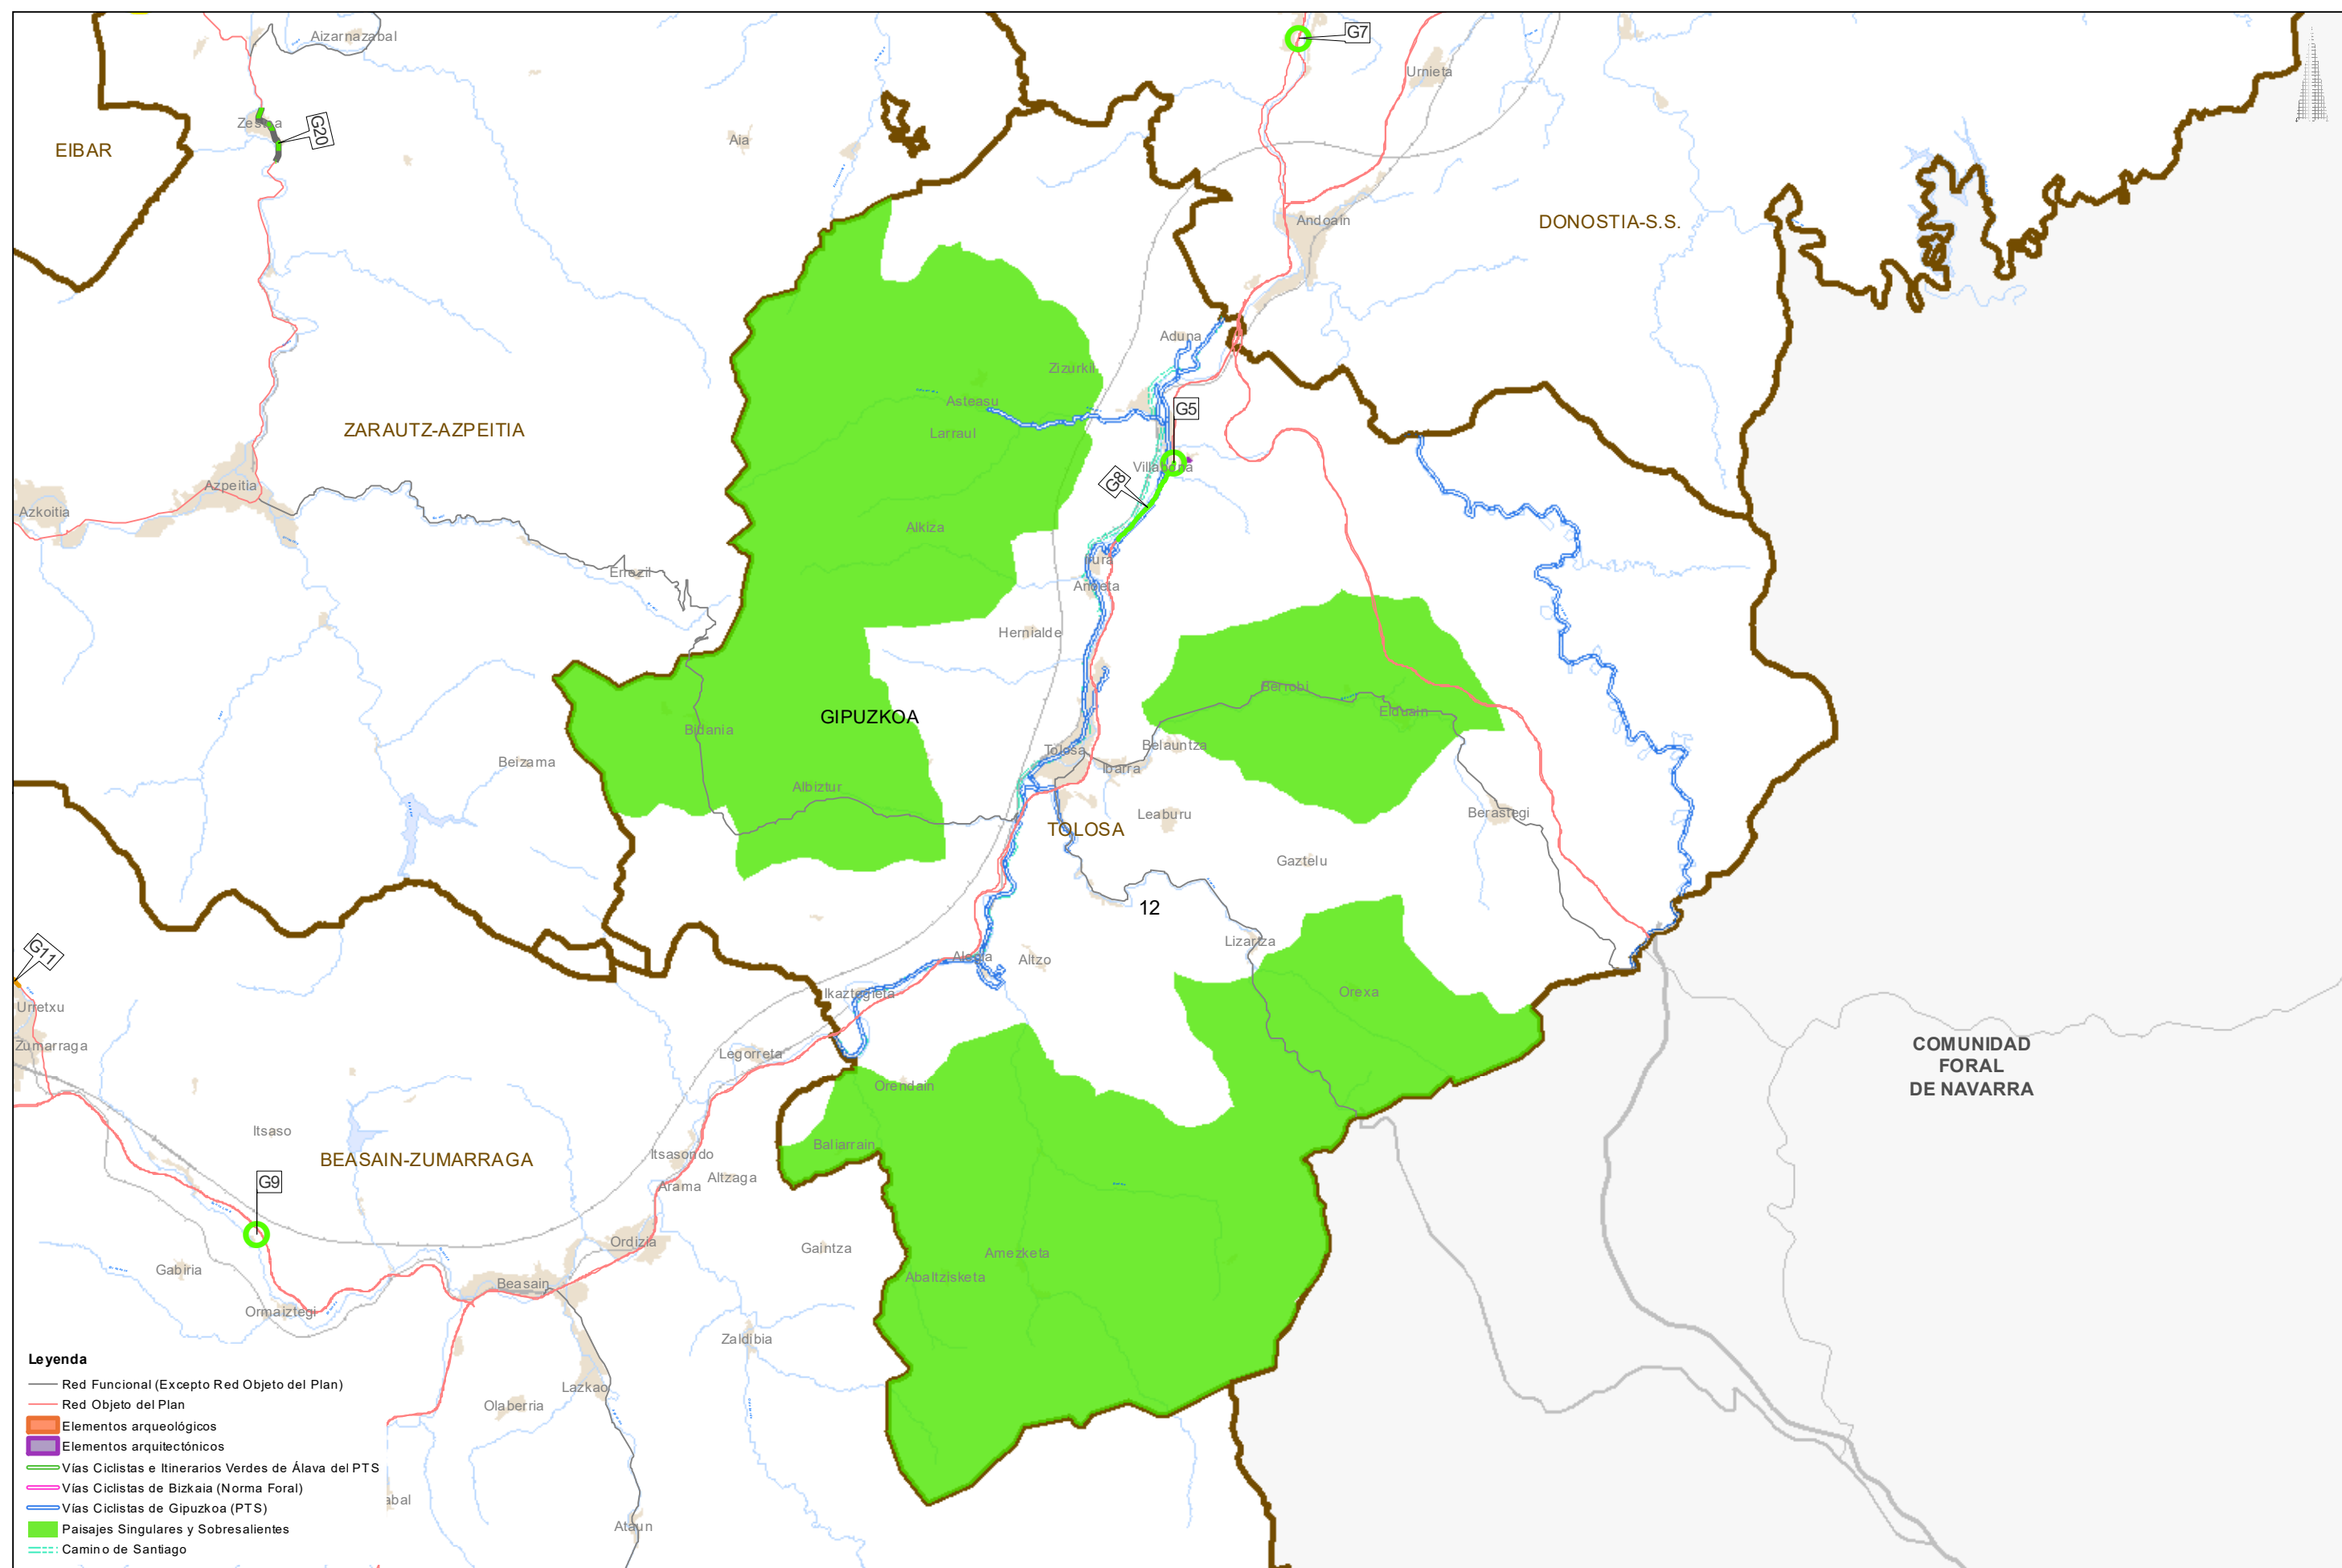 Aizarnazabal
G7
Urnieta
Zestoa
G20
EIBAR
Aia
Andoain
DONOSTIA-S.S.
Aduna
Zizurkil
Asteasu
G5
ZARAUTZ-AZPEITIA
Larraul
Villabona
Azpeitia
G8
Azkoitia
Alkiza
Irura
Errezil
Anoeta
Hernialde
Berrobi
Elduain
GIPUZKOA
Bidania
Belauntza
Tolosa
Beizama
Ibarra
Albiztur
Leaburu
Berastegi
TOLOSA
Gaztelu
12
Lizartza
G11
Alegia
Altzo
Ikaztegieta
Orexa
Urretxu
Zumarraga
Legorreta
COMUNIDAD
FORAL
DE NAVARRA
Orendain
Itsaso
Baliarrain
BEASAIN-ZUMARRAGA
Itsasondo
Altzaga
G9
Arama
Ordizia
Gaintza
Amezketa
Gabiria
Abaltzisketa
Beasain
Ormaiztegi
Zaldibia
Lazkao
Olaberria
abal
Ataun
Leyenda
Red Funcional (Excepto Red Objeto del Plan)
Red Objeto del Plan
Elementos arqueológicos
Elementos arquitectónicos
Vías Ciclistas e Itinerarios Verdes de Álava del PTS
Vías Ciclistas de Bizkaia (Norma Foral)
Vías Ciclistas de Gipuzkoa (PTS)
Paisajes Singulares y Sobresalientes
Camino de Santiago